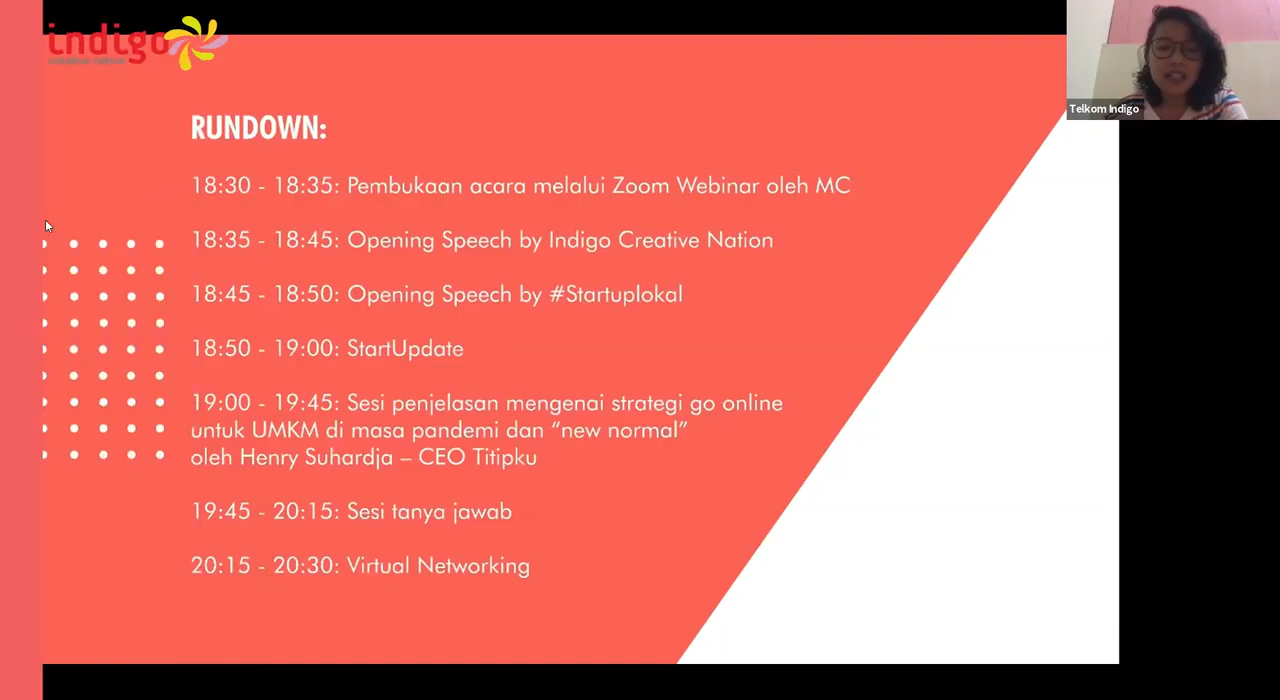 indigo
creative nation
Telkom Indigo
RUNDOWN:
18:30 - 18:35: Pembukaan acara melalui Zoom Webinar oleh MC
18:35 - 18:45: Opening Speech by Indigo Creative Nation
18:45 - 18:50: Opening Speech by #Startuplokal
18:50 - 19:00: StartUpdate
19:00 - 19:45: Sesi penjelasan mengenai strategi go online
untuk UMKM di masa pandemi dan “new normal”
oleh Henry Suhardja – CEO Titipku
19:45 - 20:15: Sesi tanya jawab
20:15 - 20:30: Virtual Networking